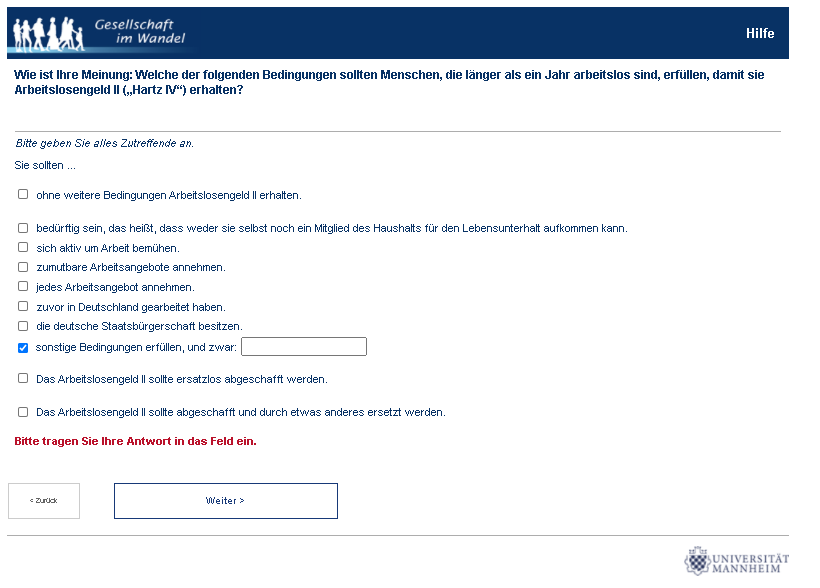 Gesellschaft
im Wandel
Hilfe
Wie ist Ihre Meinung: Welche der folgenden Bedingungen sollten Menschen, die länger als ein Jahr arbeitslos sind, erfüllen, damit sie
Arbeitslosengeld II („Hartz IV“) erhalten?
Bitte geben Sie alles Zutreffende an.
Sie sollten ...
ohne weitere Bedingungen Arbeitslosengeld II erhalten.
bedürftig sein, das heißt, dass weder sie selbst noch ein Mitglied des Haushalts für den Lebensunterhalt aufkommen kann.
sich aktiv um Arbeit bemühen.
zumutbare Arbeitsangebote annehmen.
jedes Arbeitsangebot annehmen.
zuvor in Deutschland gearbeitet haben.
die deutsche Staatsbürgerschaft besitzen.
sonstige Bedingungen erfüllen, und zwar:
Das Arbeitslosengeld II sollte ersatzlos abgeschafft werden.
Das Arbeitslosengeld II sollte abgeschafft und durch etwas anderes ersetzt werden.
Bitte tragen Sie Ihre Antwort in das Feld ein.
< Zurück
Weiter >
UNIVERSITÄT
MANNHEIM